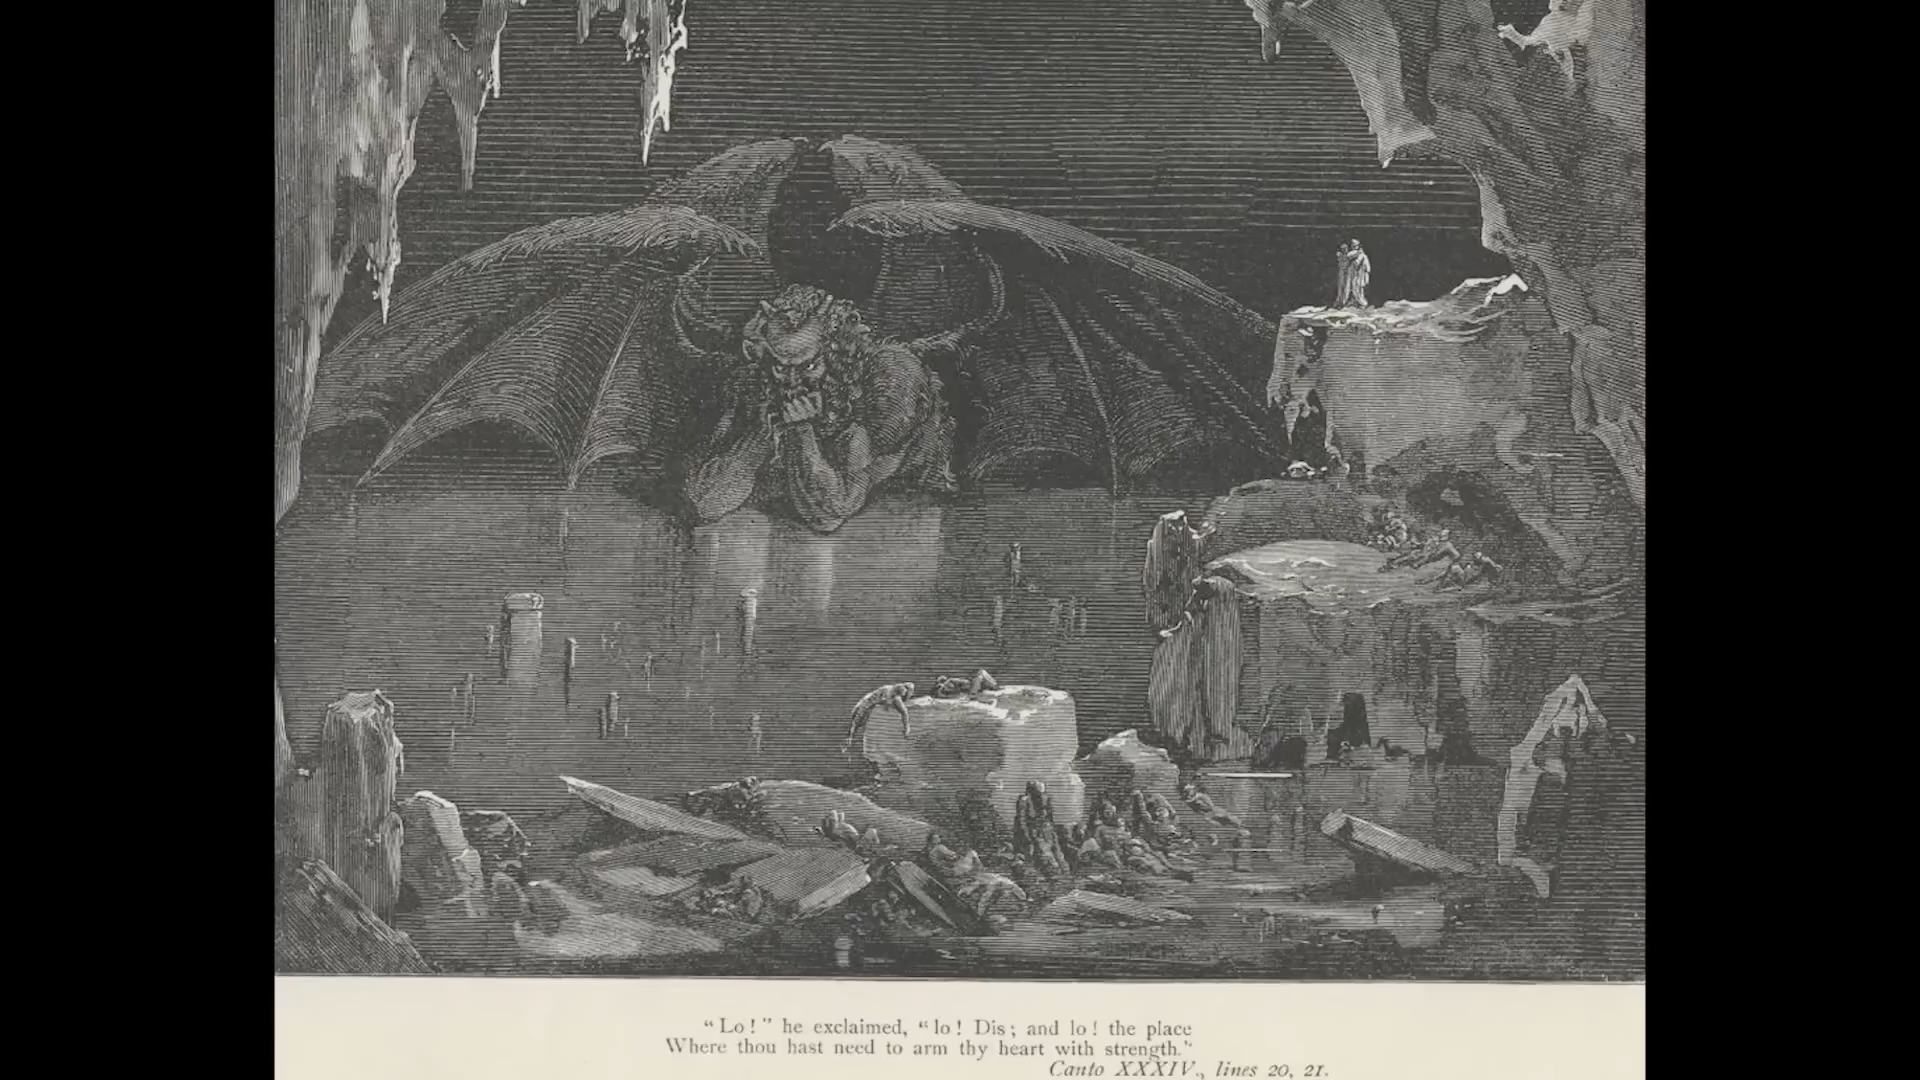 “Lo!” he exclaimed, “lo! Dis; and lo! the place
Where thou hast need to arm thy heart with strength.”
Canto XXXIV., lines 20, 21.